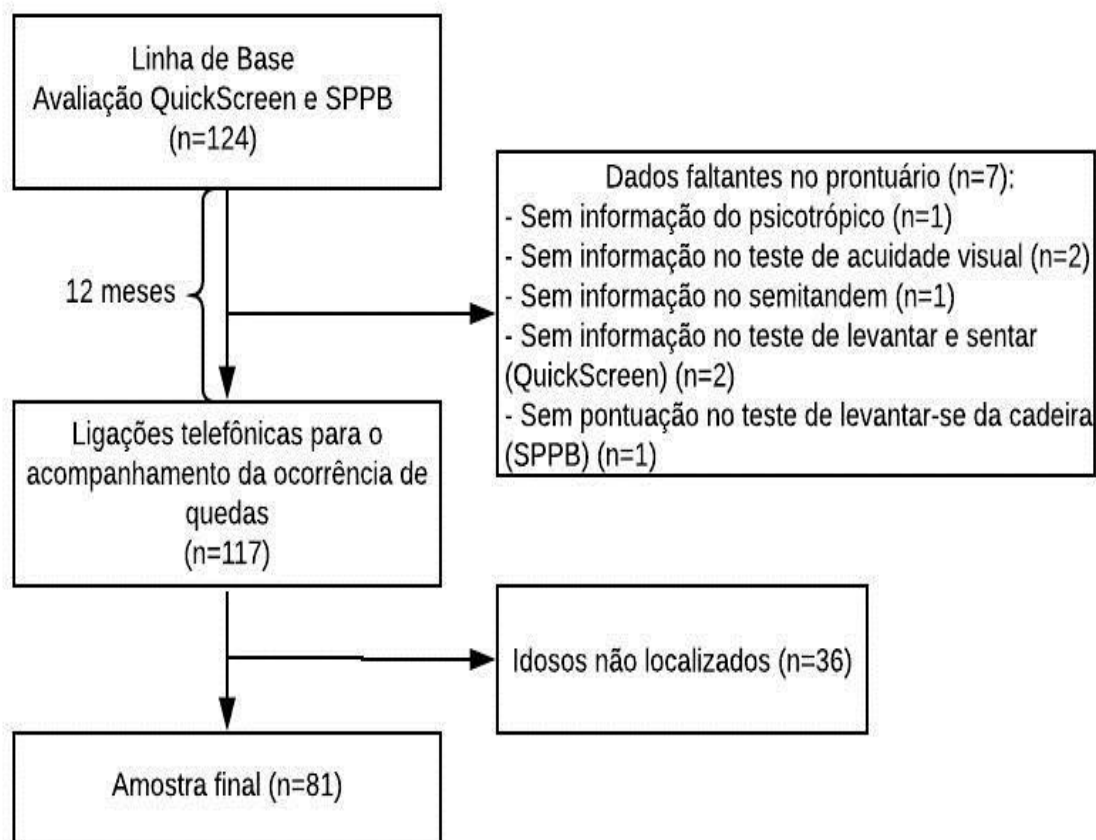 Linha de Base
Avaliação QuickScreen e SPPB
(n=124)
Dados faltantes no prontuário (n=7):
- Sem informação do psicotrópico (n=1)
- Sem informação no teste de acuidade visual (n=2)
- Sem informação no semitandem (n=1)
- Sem informação no teste de levantar e sentar
(QuickScreen) (n=2)
- Sem pontuação no teste de levantar-se da cadeira
(SPPB) (n=1)
12 meses
Ligações telefônicas para o
acompanhamento da ocorrência de
quedas
(n=117)
Idosos não localizados (n=36)
Amostra final (n=81)